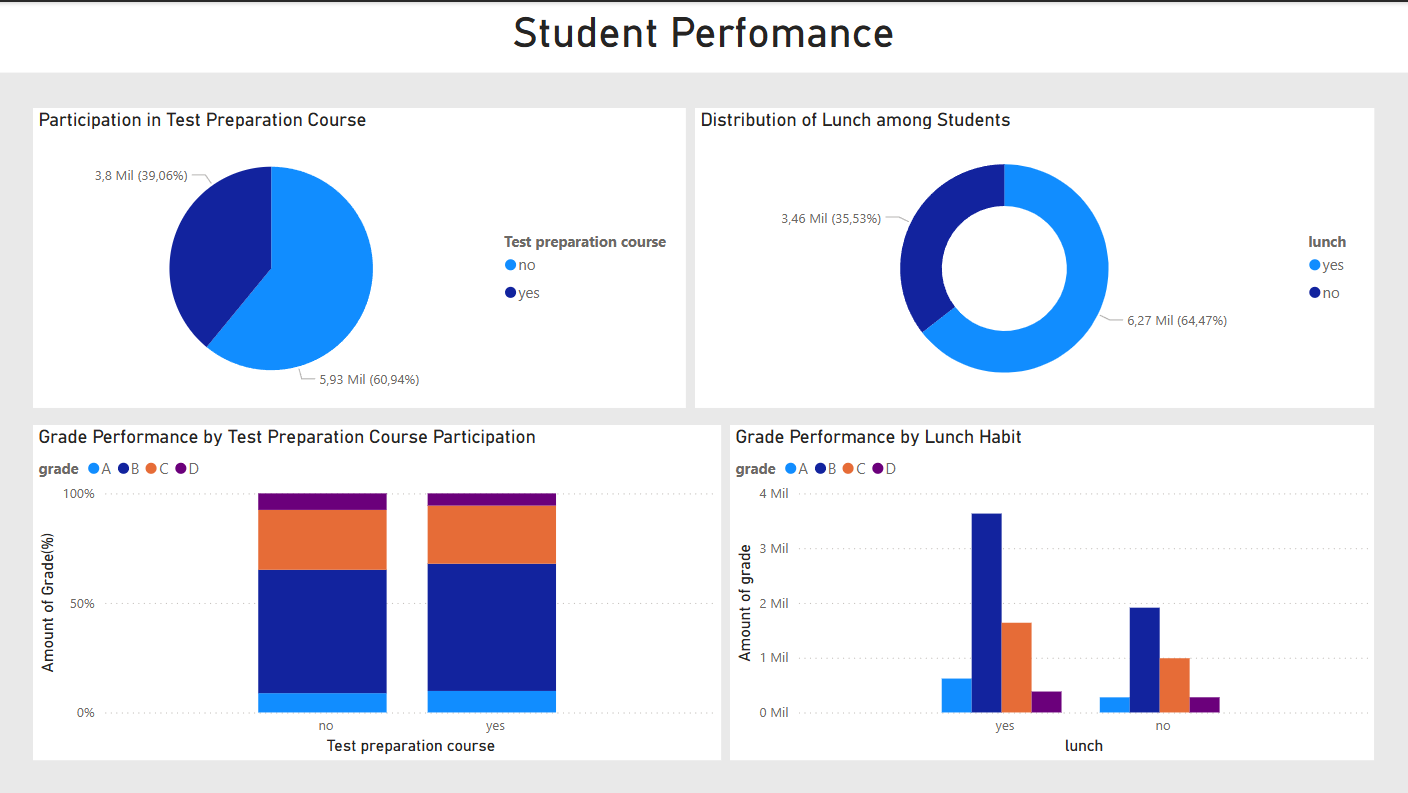 Student Perfomance
Participation in Test Preparation Course
3,8 Mil (39,06%)
5,93 Mil (60,94%)
Test preparation course
no
yes
Distribution of Lunch among Students
3,46 Mil (35,53%)
6,27 Mil (64,47%)
lunch
yes
no
Grade Performance by Test Preparation Course Participation
grade A B C D
Amount of Grade(%)
100%
50%
0%
no yes
Test preparation course
Grade Performance by Lunch Habit
grade A B C D
Amount of grade
4 Mil
3 Mil
2 Mil
1 Mil
0 Mil
yes no
lunch